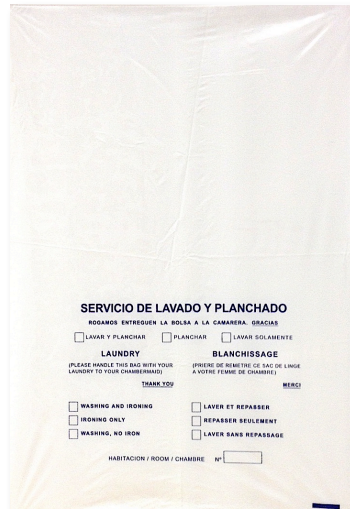 SERVICIO DE LAVADO Y PLANCHADO
ROGAMOS ENTREGUEN LA BOLSA A LA CAMARERA. GRACIAS
LAVAR Y PLANCHAR PLANCHAR LAVAR SOLAMENTE
LAUNDRY
(PLEASE HANDLE THIS BAG WITH YOUR
LAUNDRY TO YOUR CHAMBERMAID)
THANK YOU
WASHING AND IRONING
IRONING ONLY
WASHING, NO IRON
BLANCHISSAGE
(PRIERE DE REMETRE CE SAC DE LINGE
A VOTRE FEMME DE CHAMBRE)
MERCI
LAVER ET REPASSER
REPASSER SEULEMENT
LAVER SANS REPASSAGE
HABITACION / ROOM / CHAMBRE Nº